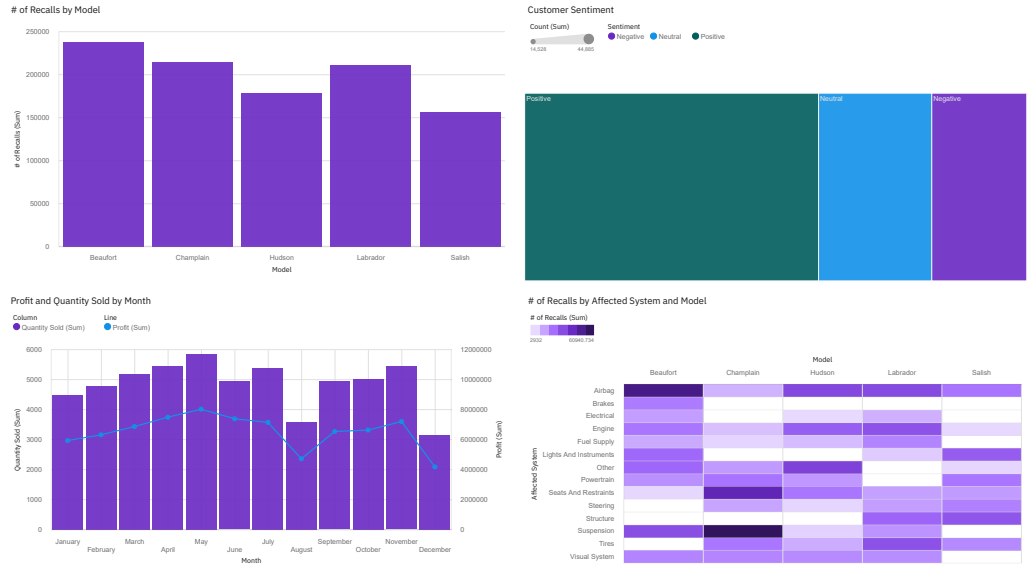 # of Recalls by Model
250000
200000
150000
100000
50000
0
# of Recalls (Sum)
Beaufort Champlain Hudson Labrador Salish
Model
Customer Sentiment
Count (Sum)
14,528 44,885
Sentiment
Negative Neutral Positive
Positive Neutral Negative
Profit and Quantity Sold by Month
Column
Quantity Sold (Sum)
Line
Profit (Sum)
6000
5000
4000
3000
2000
1000
0
Quantity Sold (Sum)
12000000
10000000
8000000
6000000
4000000
2000000
0
Profit (Sum)
January March May July September November
February April June August October December
Month
# of Recalls by Affected System and Model
# of Recalls (Sum)
2932 60940.734
Model
Beaufort Champlain Hudson Labrador Salish
Affected System
Airbag
Brakes
Electrical
Engine
Fuel Supply
Lights And Instruments
Other
Powertrain
Seats And Restraints
Steering
Structure
Suspension
Tires
Visual System